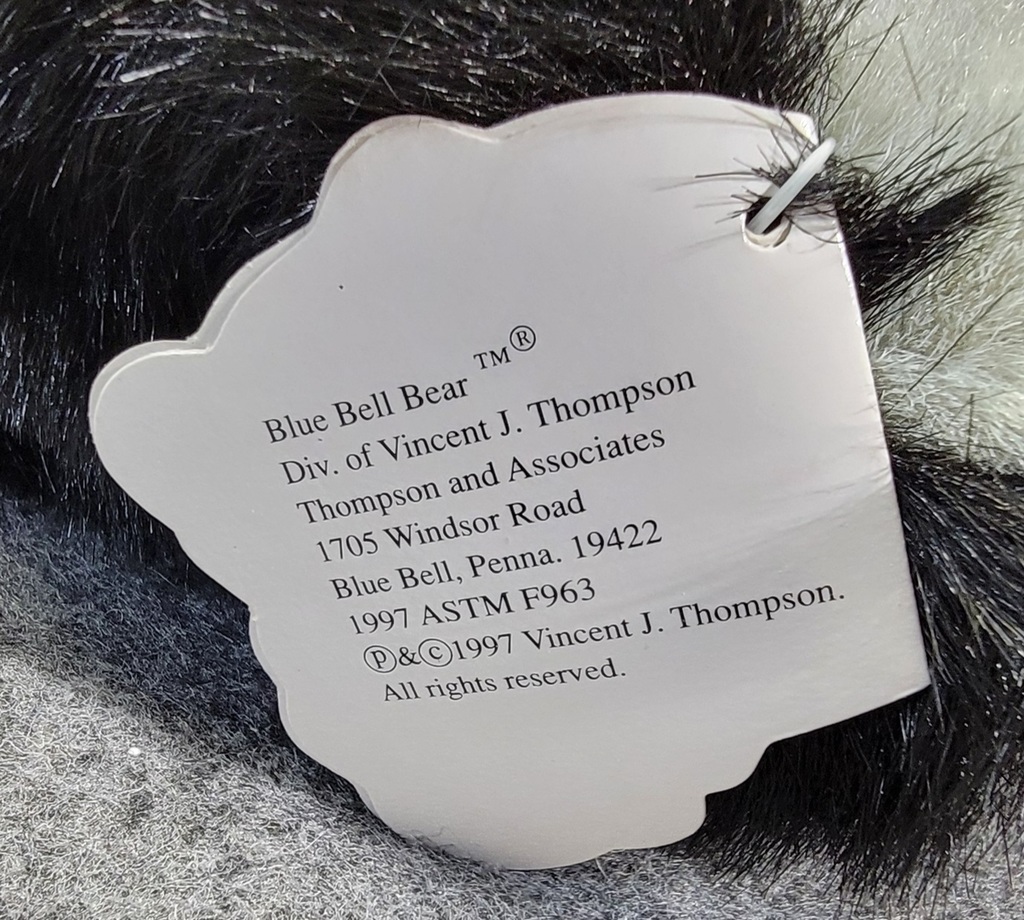 Blue Bell Bear ™®
Div. of Vincent J. Thompson
Thompson and Associates
1705 Windsor Road
Blue Bell, Penna. 19422
1997 ASTM F963
Ⓟ&©1997 Vincent J. Thompson.
All rights reserved.